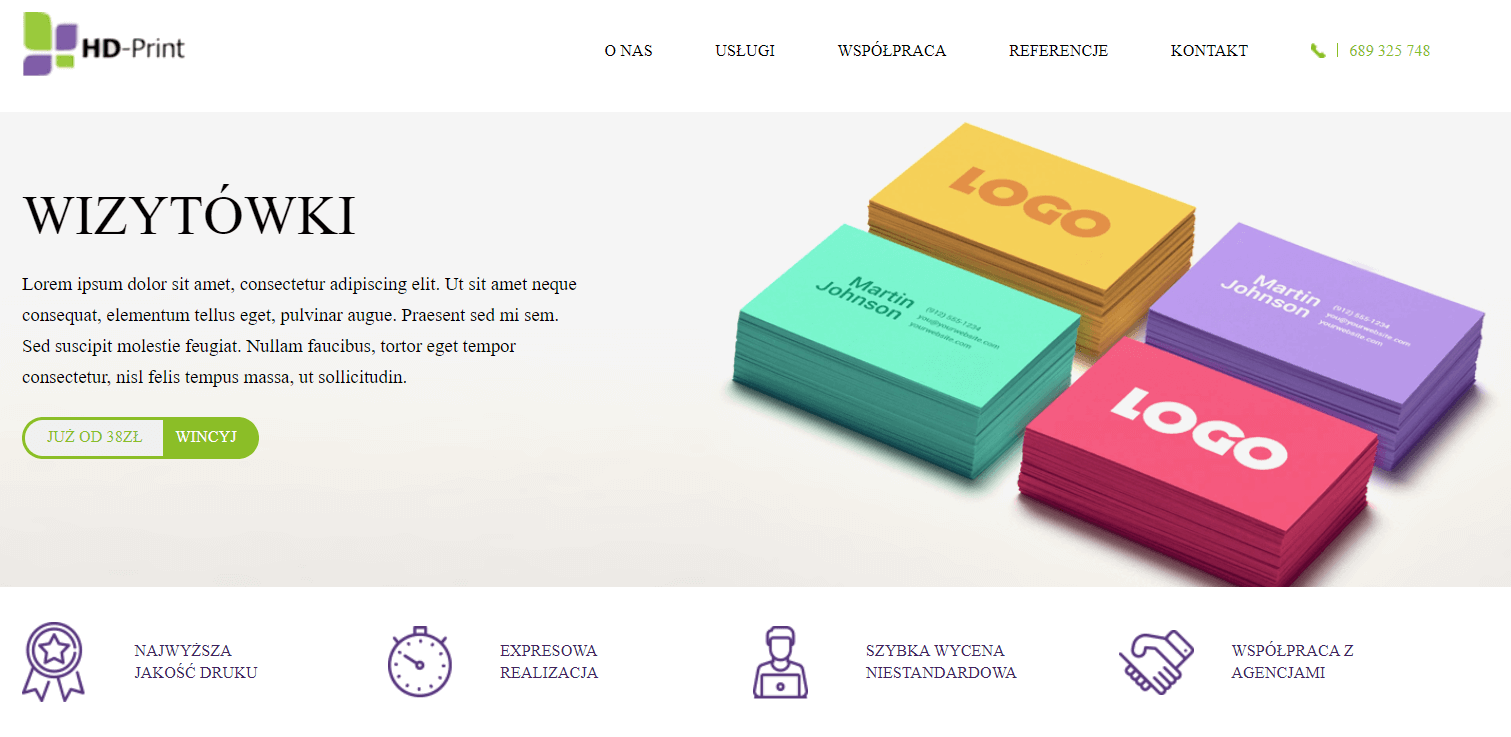 HD-Print
O NAS
USŁUGI
WSPÓŁPRACA
REFERENCJE
KONTAKT
689 325 748
WIZYTÓWKI
Lorem ipsum dolor sit amet, consectetur adipiscing elit. Ut sit amet neque
consequat, elementum tellus eget, pulvinar augue. Praesent sed mi sem.
Sed suscipit molestie feugiat. Nullam faucibus, tortor eget tempor
consectetur, nisl felis tempus massa, ut sollicitudin.
JUŻ OD 38ZŁ WINCYJ
LOGO
Martin
Johnson
(912) 555-1234
you@yourwebsite.com
yourwebsite.com
Martin
Johnson
(912) 555-1234
you@yourwebsite.com
yourwebsite.com
LOGO
NAJWYŻSZA
JAKOŚĆ DRUKU
EXPRESOWA
REALIZACJA
SZYBKA WYCENA
NIESTANDARDOWA
WSPÓŁPRACA Z
AGENCJAMI